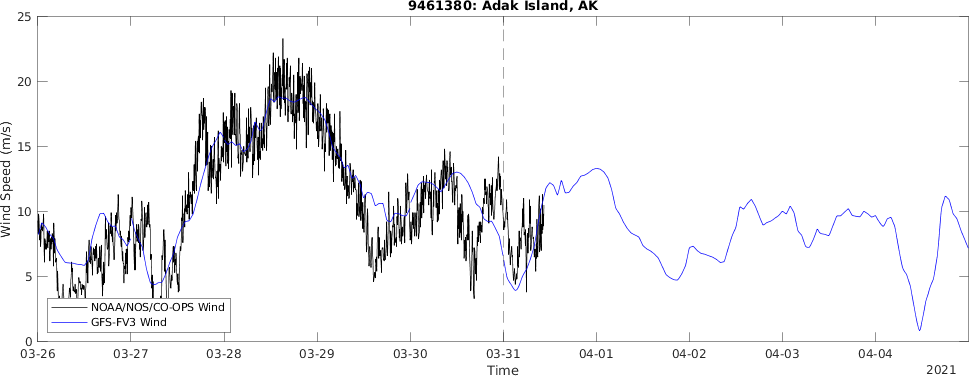 9461380: Adak Island, AK
25
20
15
10
5
0
Wind Speed (m/s)
NOAA/NOS/CO-OPS Wind
GFS-FV3 Wind
03-26 03-27 03-28 03-29 03-30 03-31 04-01 04-02 04-03 04-04
Time
2021